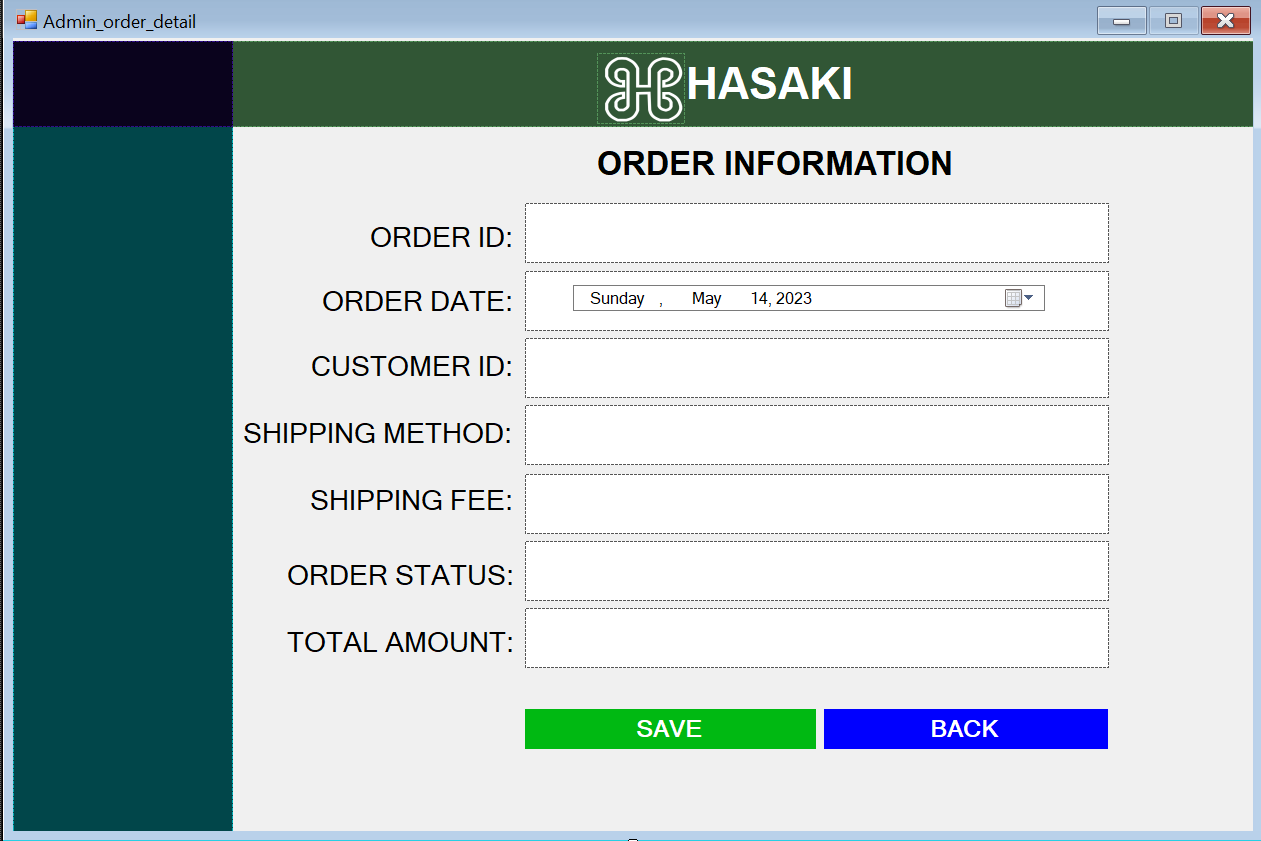 Admin_order_detail
HASAKI
ORDER INFORMATION
ORDER ID:
ORDER DATE: Sunday , May 14, 2023
CUSTOMER ID:
SHIPPING METHOD:
SHIPPING FEE:
ORDER STATUS:
TOTAL AMOUNT:
SAVE BACK